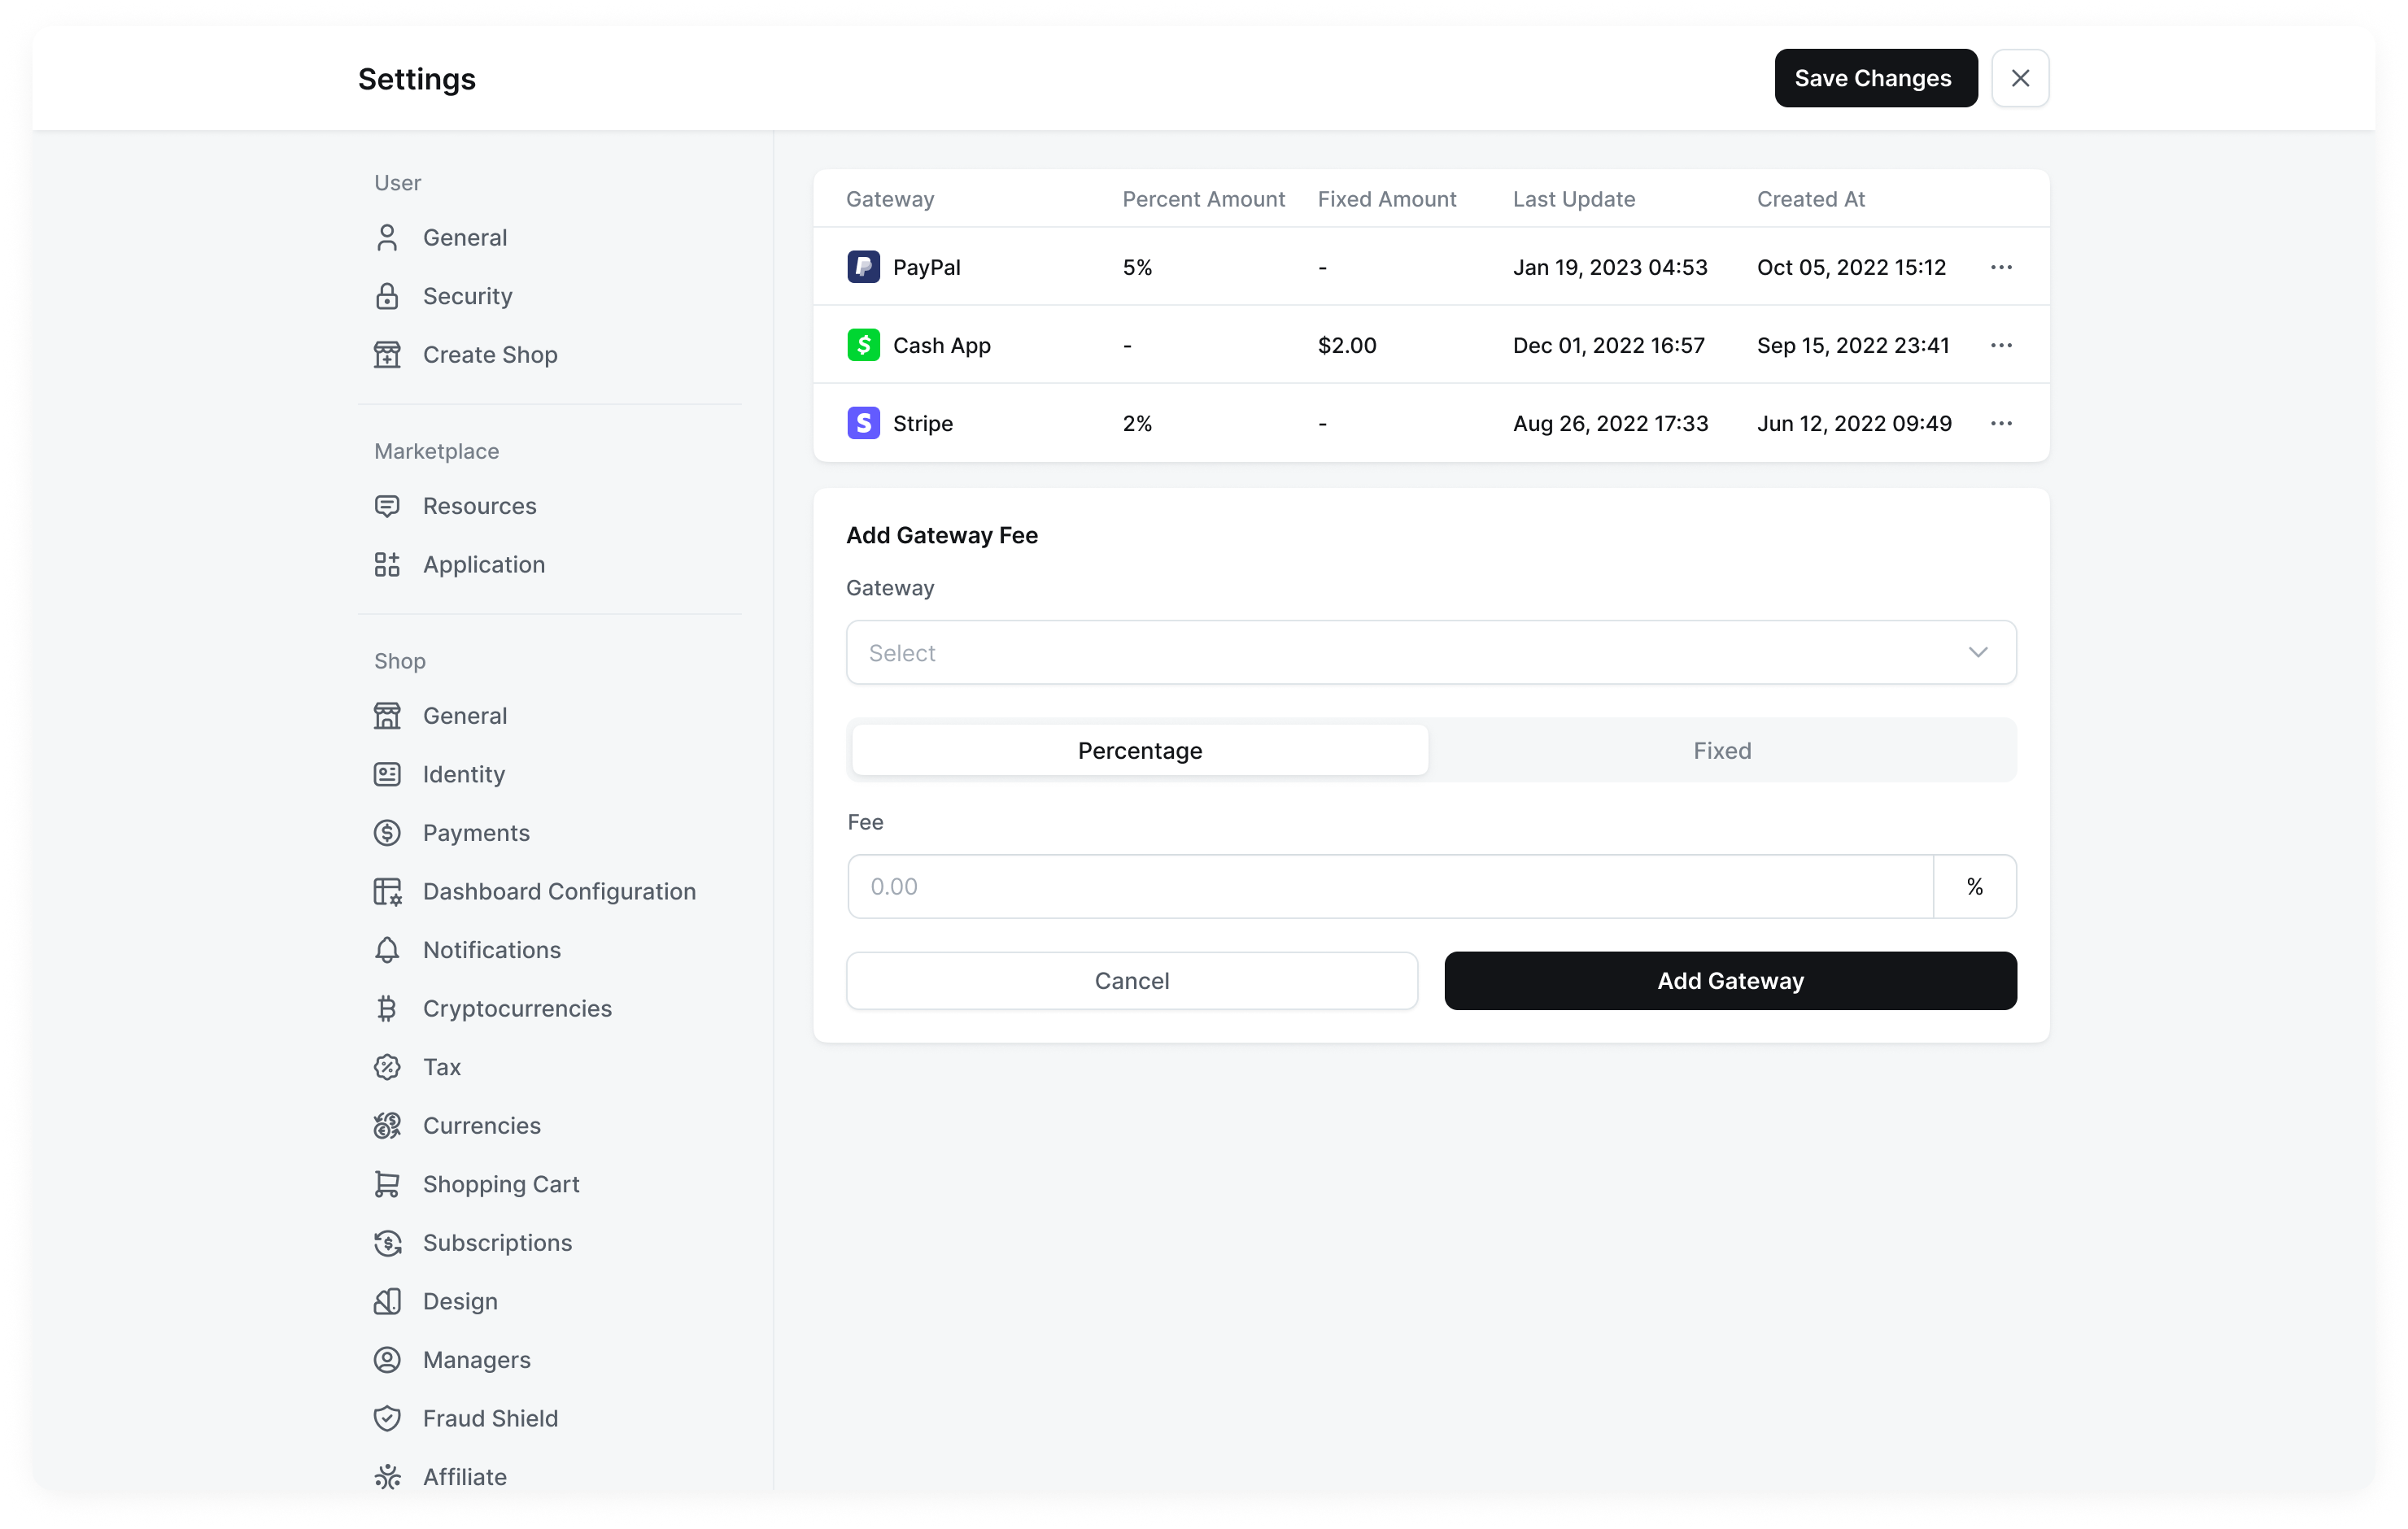 Settings
Save Changes
User
General
Security
Create Shop
Marketplace
Resources
Application
Shop
General
Identity
Payments
Dashboard Configuration
Notifications
Cryptocurrencies
Tax
Currencies
Shopping Cart
Subscriptions
Design
Managers
Fraud Shield
Affiliate
Gateway Percent Amount Fixed Amount Last Update Created At
PayPal 5% - Jan 19, 2023 04:53 Oct 05, 2022 15:12
Cash App - $2.00 Dec 01, 2022 16:57 Sep 15, 2022 23:41
Stripe 2% - Aug 26, 2022 17:33 Jun 12, 2022 09:49
Add Gateway Fee
Gateway
Select
Percentage Fixed
Fee
0.00 %
Cancel Add Gateway